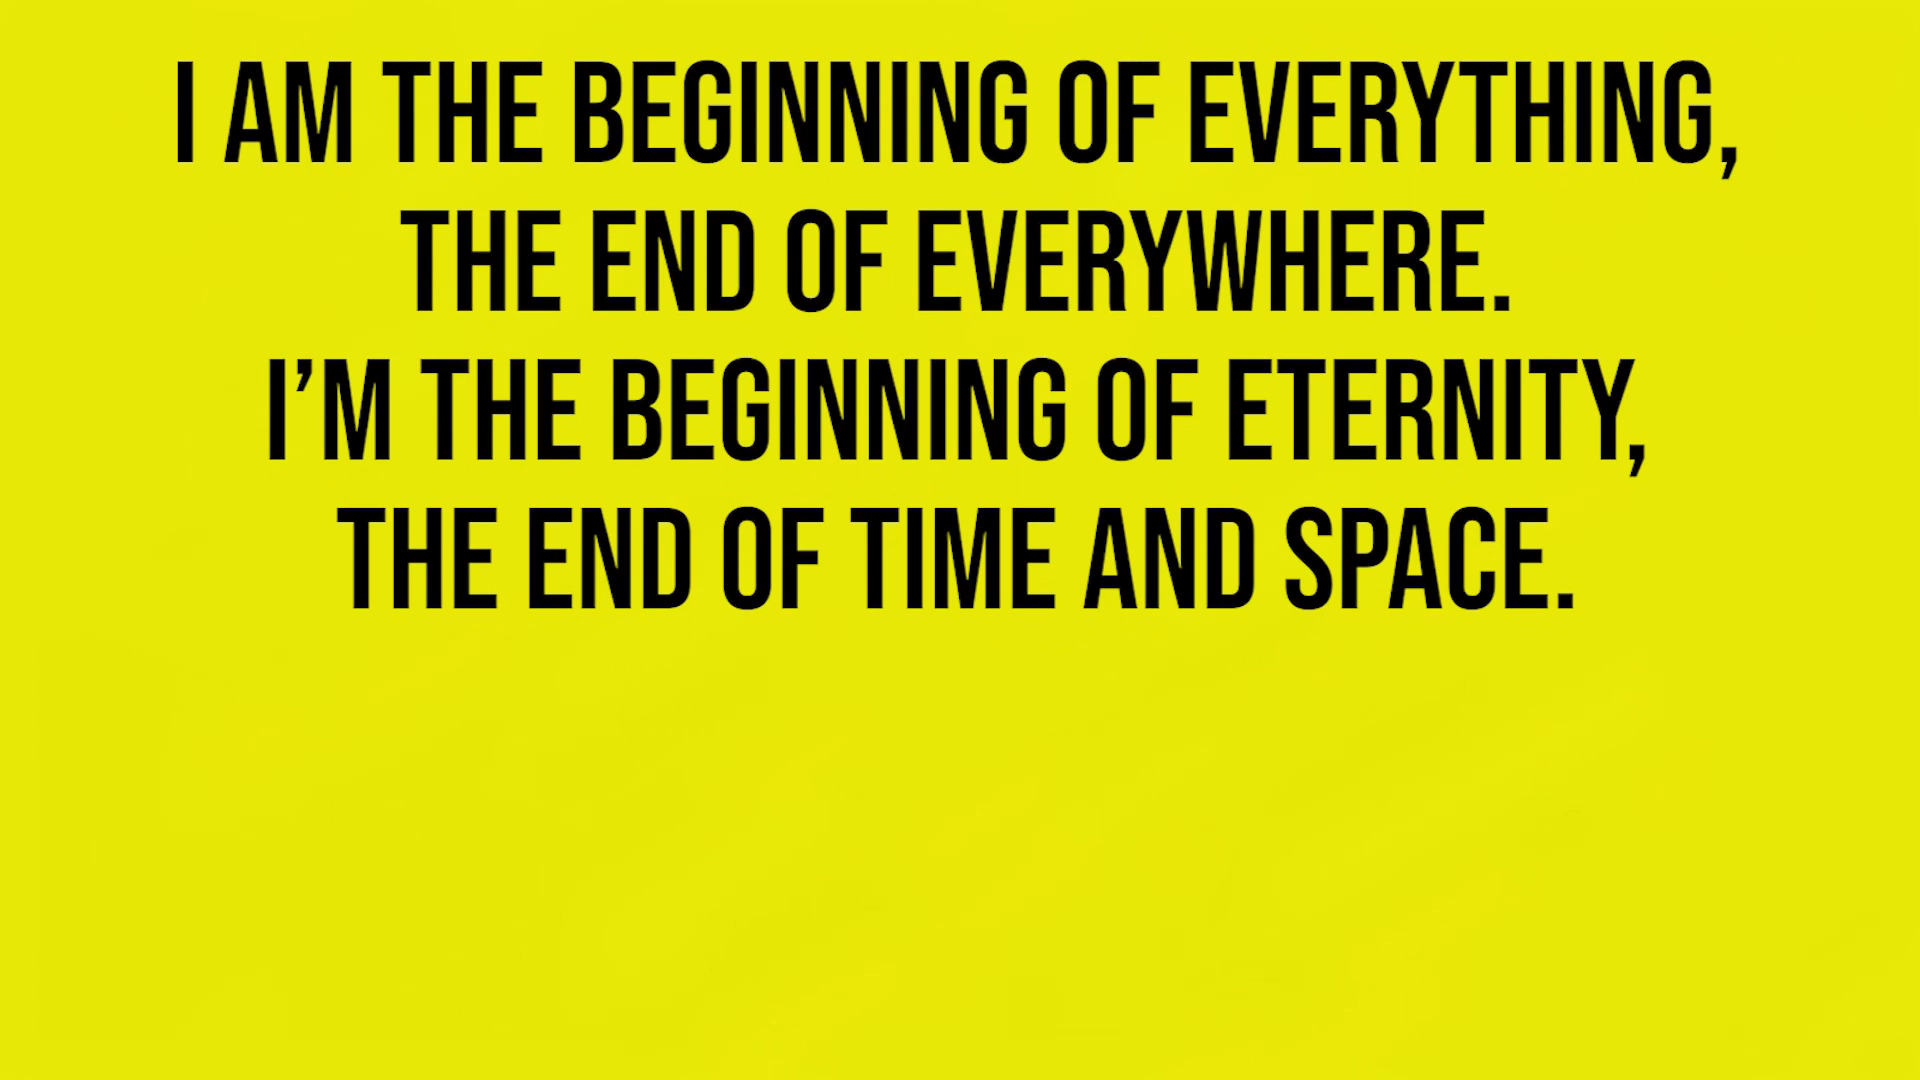 I AM THE BEGINNING OF EVERYTHING,
THE END OF EVERYWHERE.
I’M THE BEGINNING OF ETERNITY,
THE END OF TIME AND SPACE.